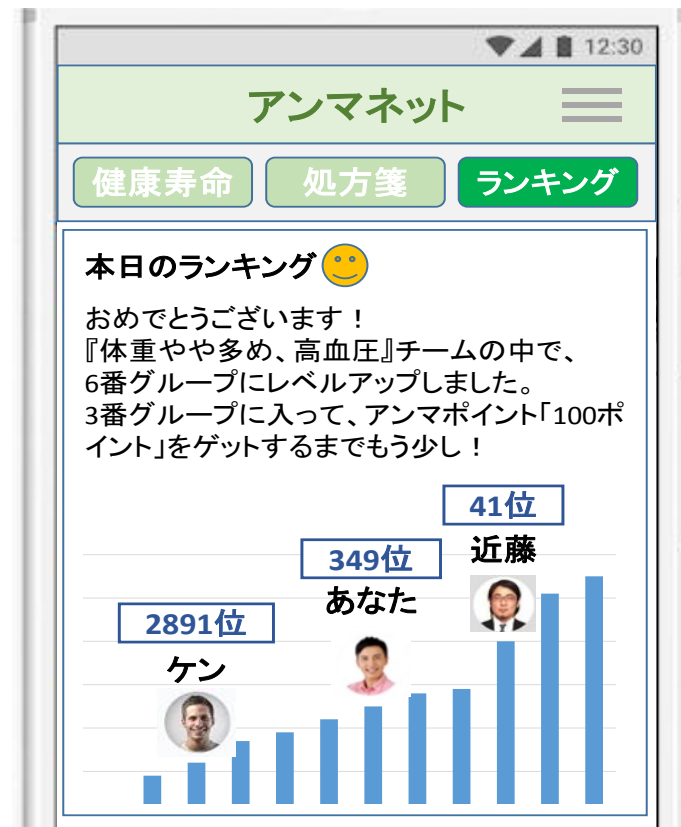 12:30
アンマネット
健康寿命 処方箋 ランキング
本日のランキング
おめでとうございます！
『体重やや多め、高血圧』チームの中で、
6番グループにレベルアップしました。
3番グループに入って、アンマポイント「100ポ
イント」をゲットするまでもう少し！
41位
近藤
349位
あなた
2891位
ケン